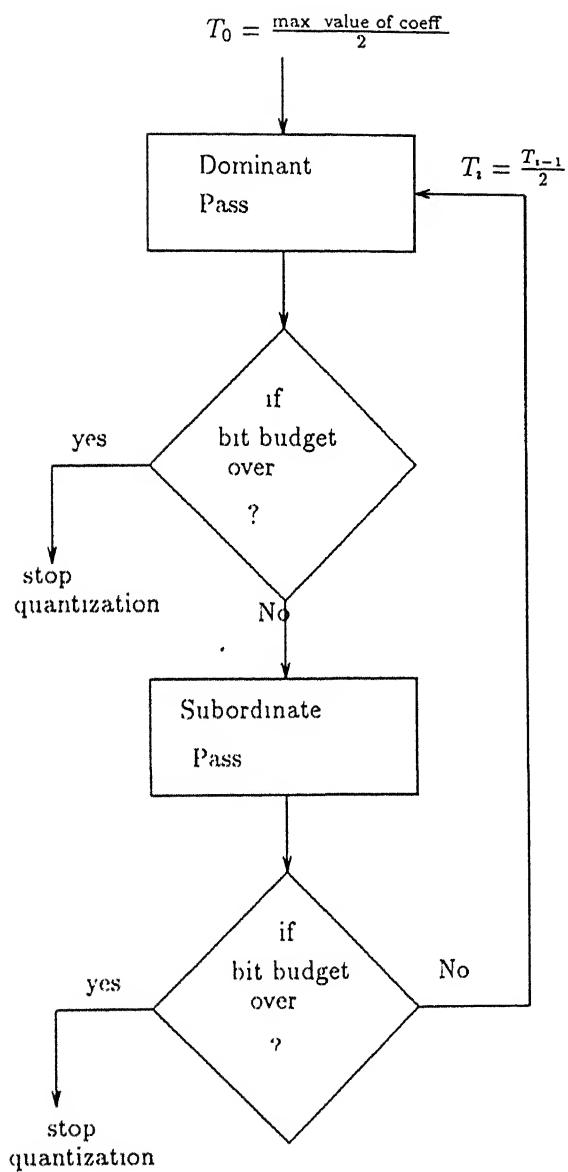 T₀ = max value of coeff / 2
Dominant
Pass
Tᵢ = Tᵢ₋₁ / 2
if
bit budget
over
?
yes
stop
quantization
No
Subordinate
Pass
if
bit budget
over
?
No
yes
stop
quantization